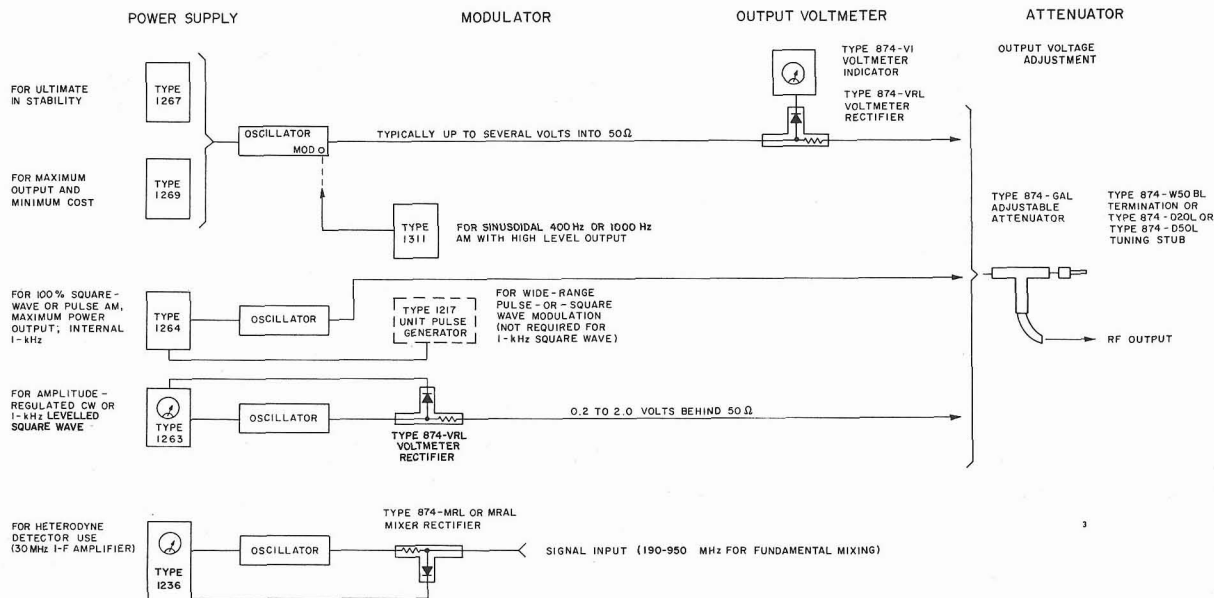 POWER SUPPLY
MODULATOR
OUTPUT VOLTMETER
ATTENUATOR
FOR ULTIMATE
IN STABILITY
TYPE
1267
FOR MAXIMUM
OUTPUT AND
MINIMUM COST
TYPE
1269
OSCILLATOR
MOD
TYPICALLY UP TO SEVERAL VOLTS INTO 50Ω
TYPE
1311
FOR SINUSOIDAL 400 Hz OR 1000 Hz
AM WITH HIGH LEVEL OUTPUT
TYPE 874-VI
VOLTMETER
INDICATOR
TYPE 874-VRL
VOLTMETER
RECTIFIER
OUTPUT VOLTAGE
ADJUSTMENT
TYPE 874-GAL
ADJUSTABLE
ATTENUATOR
TYPE 874-W50 BL
TERMINATION OR
TYPE 874-D20L OR
TYPE 874-D50L
TUNING STUB
RF OUTPUT
FOR 100% SQUARE-
WAVE OR PULSE AM,
MAXIMUM POWER
OUTPUT; INTERNAL
1-kHz
TYPE
1264
OSCILLATOR
TYPE 1217
UNIT PULSE
GENERATOR
FOR WIDE-RANGE
PULSE-OR-SQUARE
WAVE MODULATION
(NOT REQUIRED FOR
1-kHz SQUARE WAVE)
FOR AMPLITUDE-
REGULATED CW OR
1-kHz LEVELLED
SQUARE WAVE
TYPE
1263
OSCILLATOR
TYPE 874-VRL
VOLTMETER
RECTIFIER
0.2 TO 2.0 VOLTS BEHIND 50Ω
FOR HETERODYNE
DETECTOR USE
(30MHz I-F AMPLIFIER)
TYPE
1236
OSCILLATOR
TYPE 874-MRL OR MRAL
MIXER RECTIFIER
SIGNAL INPUT (190-950 MHz FOR FUNDAMENTAL MIXING)
3